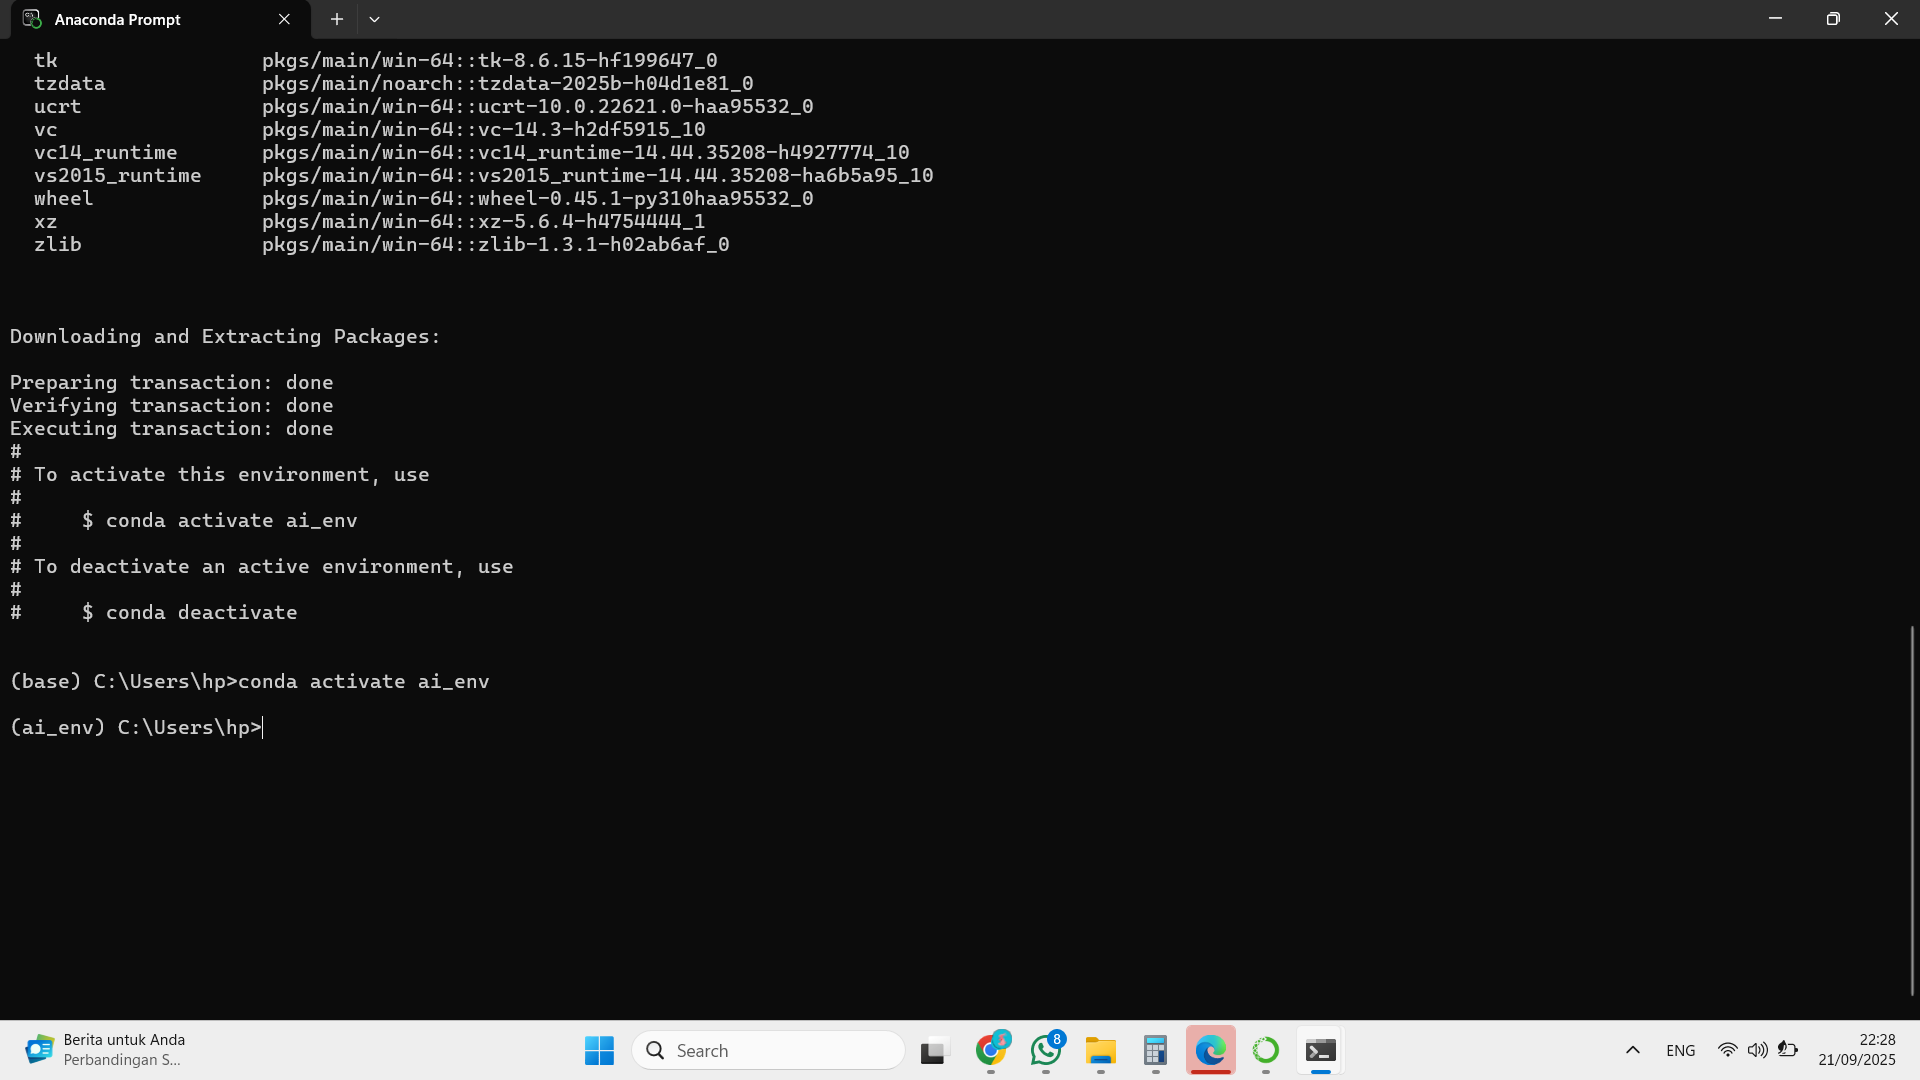 Anaconda Prompt
tk pkgs/main/win-64::tk-8.6.15-hf199647_0
tzdata pkgs/main/noarch::tzdata-2025b-h04d1e81_0
ucrt pkgs/main/win-64::ucrt-10.0.22621.0-haa95532_0
vc pkgs/main/win-64::vc-14.3-h2df5915_10
vc14_runtime pkgs/main/win-64::vc14_runtime-14.44.35208-h4927774_10
vs2015_runtime pkgs/main/win-64::vs2015_runtime-14.44.35208-ha6b5a95_10
wheel pkgs/main/win-64::wheel-0.45.1-py310haa95532_0
xz pkgs/main/win-64::xz-5.6.4-h4754444_1
zlib pkgs/main/win-64::zlib-1.3.1-h02ab6af_0
Downloading and Extracting Packages:
Preparing transaction: done
Verifying transaction: done
Executing transaction: done
#
# To activate this environment, use
#
# $ conda activate ai_env
#
# To deactivate an active environment, use
#
# $ conda deactivate
(base) C:\Users\hp>conda activate ai_env
(ai_env) C:\Users\hp>
Berita untuk Anda
Perbandingan S...
Search
8
ENG
22:28
21/09/2025